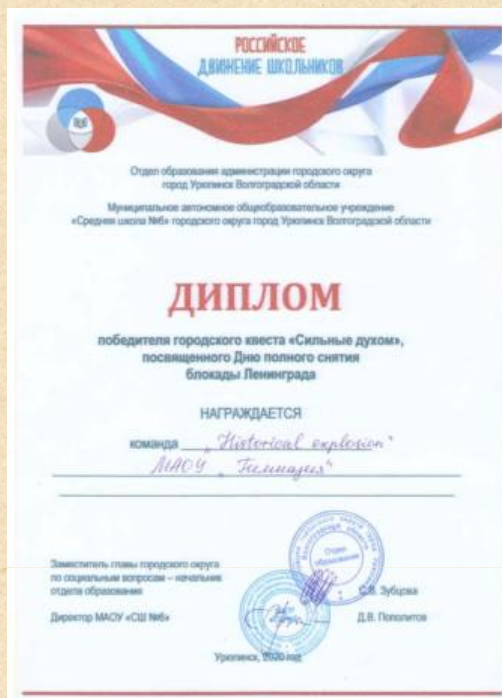 РОССИЙСКОЕ
ДВИЖЕНИЕ ШКОЛЬНИКОВ
Отдел образования администрации городского округа
город Урюпинск Волгоградской области
Муниципальное автономное общеобразовательное учреждение
«Средняя школа №6» городского округа город Урюпинск Волгоградской области
ДИПЛОМ
победителя городского квеста «Сильные духом»,
посвященного Дню полного снятия
блокады Ленинграда
НАГРАЖДАЕТСЯ
команда „Historical explosion"
МАОУ „Гимназия"
Заместитель главы городского округа
по социальным вопросам – начальник
отдела образования
С.В. Зубцова
Директор МАОУ «СШ №6»
Д.В. Пополитов
Отдел
образования
Урюпинск, 2020 год